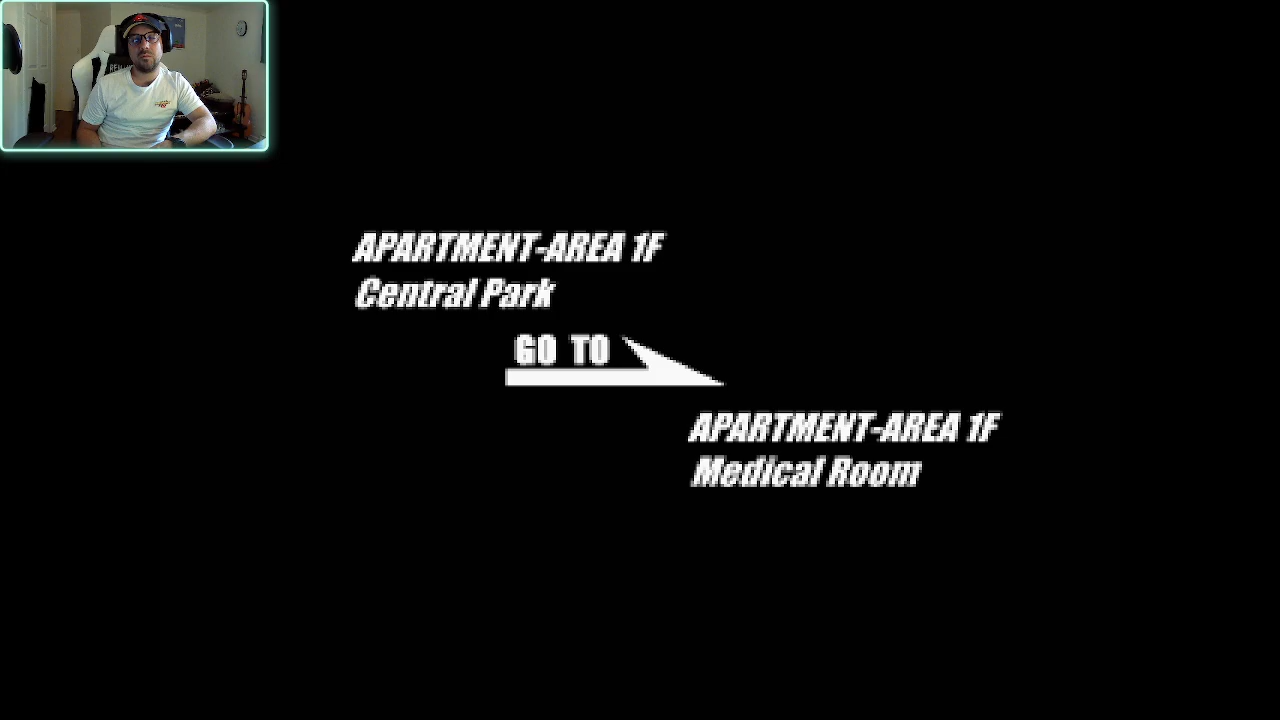 APARTMENT-AREA 1F
Central Park
GO TO
APARTMENT-AREA 1F
Medical Room